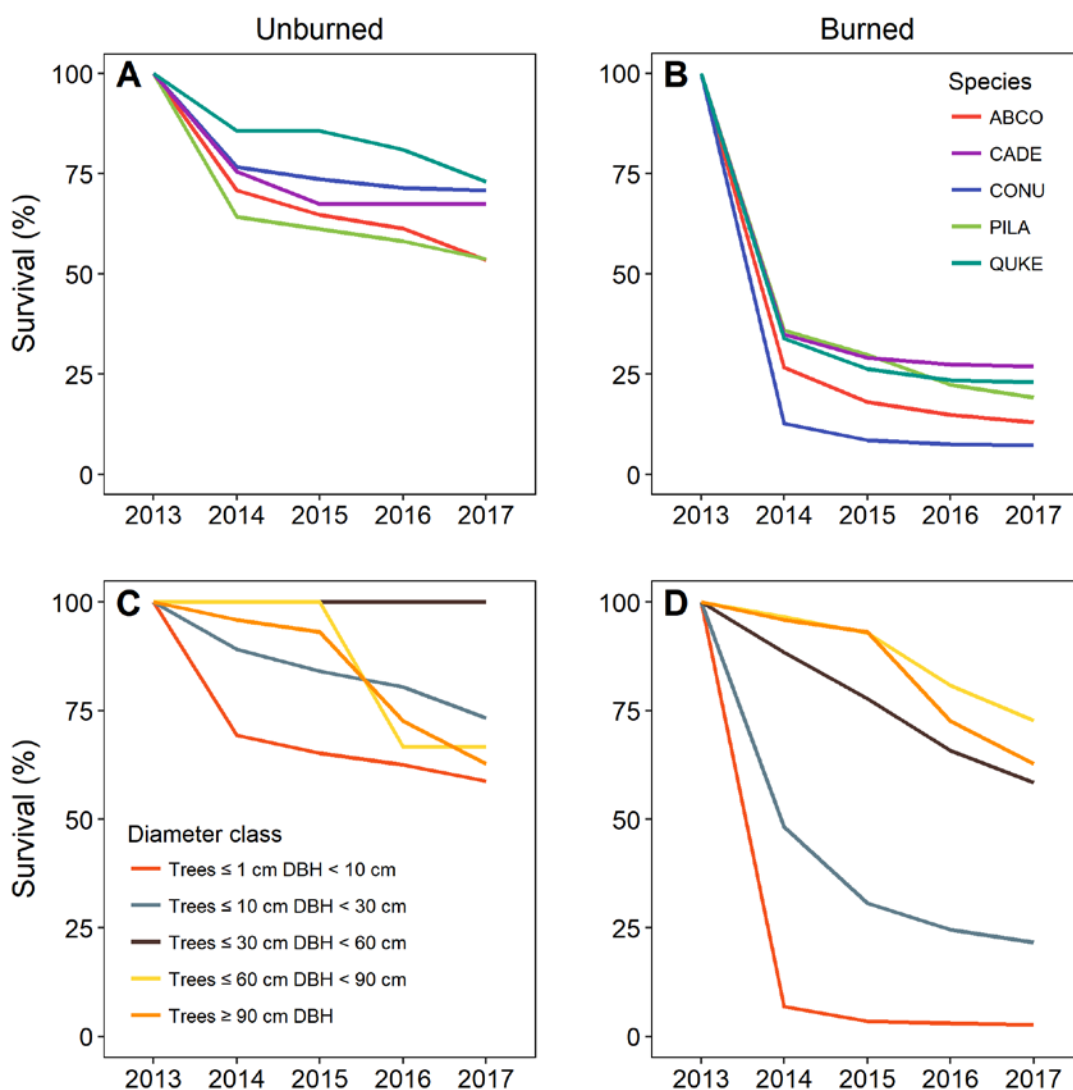 Unburned
Burned
A
B
Survival (%)
100
75
50
25
0
2013 2014 2015 2016 2017
Species
ABCO
CADE
CONU
PILA
QUKE
100
75
50
25
0
2013 2014 2015 2016 2017
C
D
Survival (%)
100
75
50
25
0
Diameter class
Trees ≤ 1 cm DBH < 10 cm
Trees ≤ 10 cm DBH < 30 cm
Trees ≤ 30 cm DBH < 60 cm
Trees ≤ 60 cm DBH < 90 cm
Trees ≥ 90 cm DBH
2013 2014 2015 2016 2017
100
75
50
25
0
2013 2014 2015 2016 2017